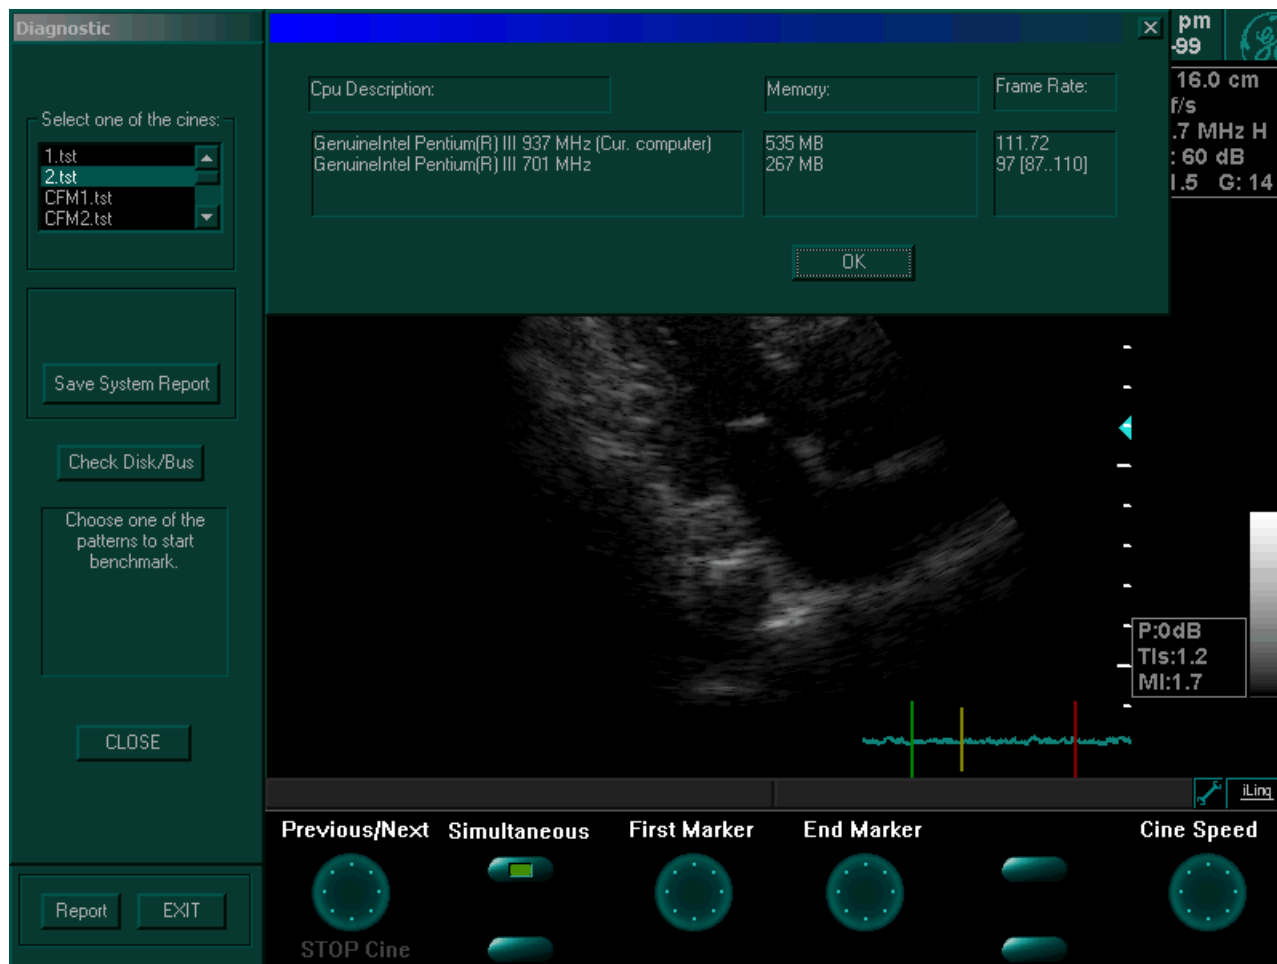 Diagnostic
Select one of the cines:
1.tst
2.tst
CFM1.tst
CFM2.tst
Save System Report
Check Disk/Bus
Choose one of the
patterns to start
benchmark.
CLOSE
Report
EXIT
Cpu Description:
Memory:
Frame Rate:
GenuineIntel Pentium(R) III 937 MHz (Cur. computer)
535 MB
111.72
GenuineIntel Pentium(R) III 701 MHz
267 MB
97 [87..110]
OK
pm
-99
16.0 cm
f/s
.7 MHz H
: 60 dB
.5 G: 14
P:0dB
TIs:1.2
MI:1.7
iLinq
Previous/Next
Simultaneous
First Marker
End Marker
Cine Speed
STOP Cine